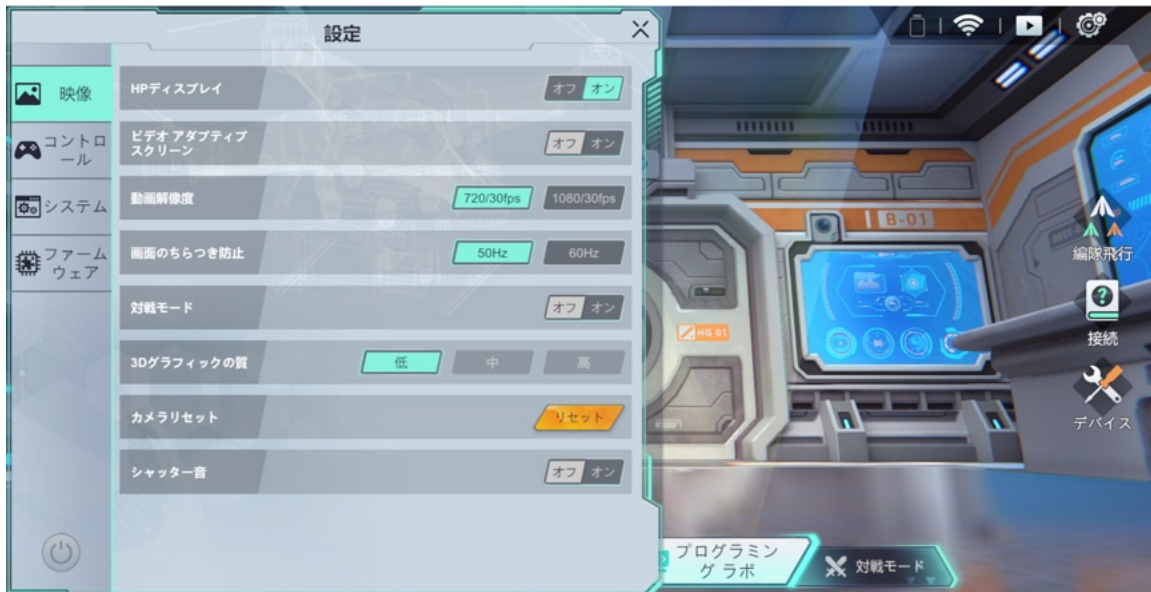 設定
映像
コントロ
ール
システム
ファーム
ウェア
HPディスプレイ
オフ オン
ビデオ アダプティブ
スクリーン
オフ オン
動画解像度
720/30fps 1080/30fps
画面のちらつき防止
50Hz 60Hz
対戦モード
オフ オン
3Dグラフィックの質
低 中 高
カメラリセット
リセット
シャッター音
オフ オン
B-01
HG 01
編隊飛行
接続
デバイス
プログラミン
グ ラボ
対戦モード